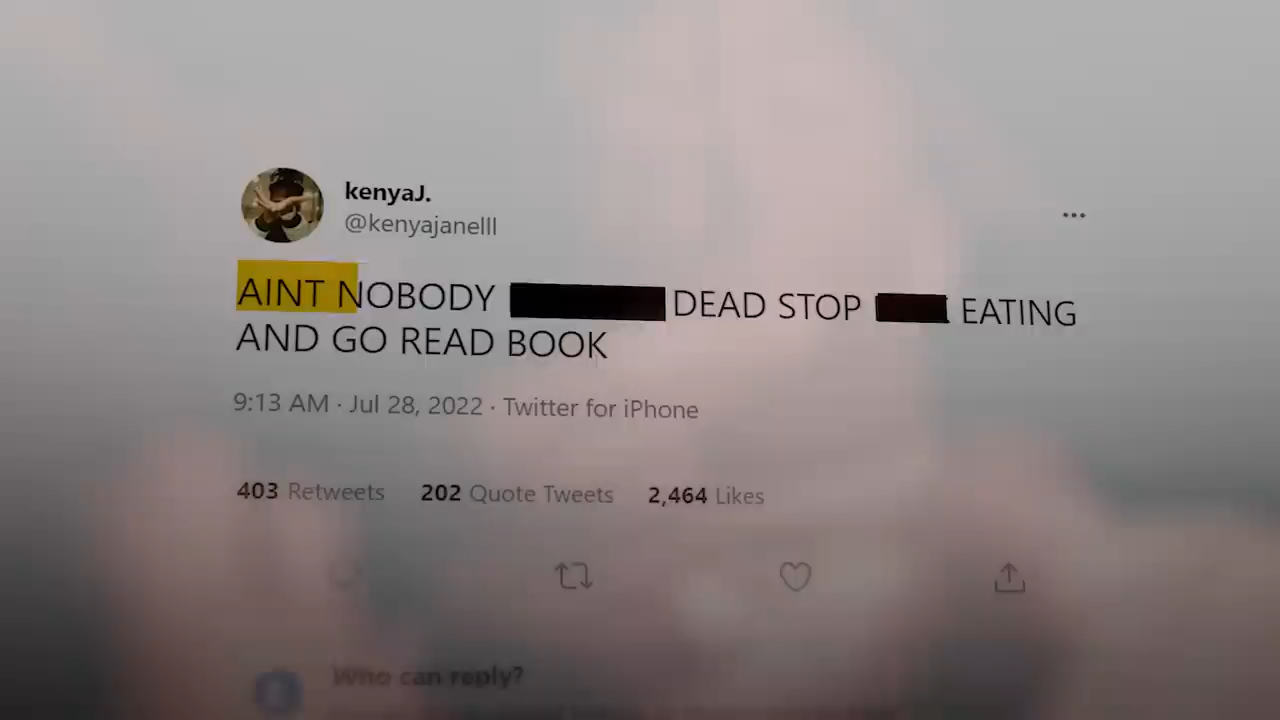 kenyaJ.
@kenyajanelll
AINT NOBODY DEAD STOP EATING
AND GO READ BOOK
9:13 AM · Jul 28, 2022 · Twitter for iPhone
403 Retweets 202 Quote Tweets 2,464 Likes
Who can reply?